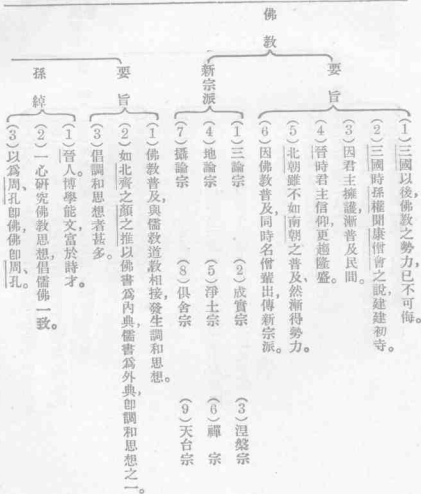 佛教
要旨
(1)三國以後,佛教之勢力,已不可侮。
(2)三國時孫權聞康僧會之說建建初寺。
(3)因君主擁護,漸普及民間。
(4)晉時君主信仰,更趨隆盛。
(5)北朝雖不如南朝之普及,然漸得勢力。
(6)因佛教普及,同時名僧輩出,傳新宗派。
新宗派
(1)三論宗 (2)成實宗 (3)涅槃宗
(4)地論宗 (5)淨土宗 (6)禪宗
(7)攝論宗 (8)俱舍宗 (9)天台宗
要旨
(1)佛教普及,與儒教道教相接,發生調和思想。
(2)如北齊之顏之推以佛書爲內典,儒書爲外典,卽調和思想之一。
(3)倡調和思想者甚多。
孫綽
(1)晉人。博學能文,富於詩才。
(2)一心研究佛教思想,倡儒佛一致。
(3)以爲周、孔卽佛,佛卽周、孔。